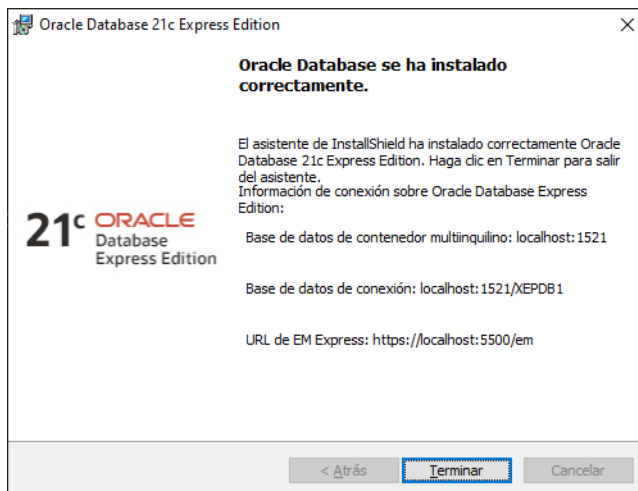 Oracle Database 21c Express Edition
Oracle Database se ha instalado
correctamente.
El asistente de InstallShield ha instalado correctamente Oracle
Database 21c Express Edition. Haga clic en Terminar para salir
del asistente.
Información de conexión sobre Oracle Database Express
Edition:
21c ORACLE
Database
Express Edition
Base de datos de contenedor multiinquilino: localhost:1521
Base de datos de conexión: localhost:1521/XEPDB1
URL de EM Express: https://localhost:5500/em
< Atrás
Terminar
Cancelar